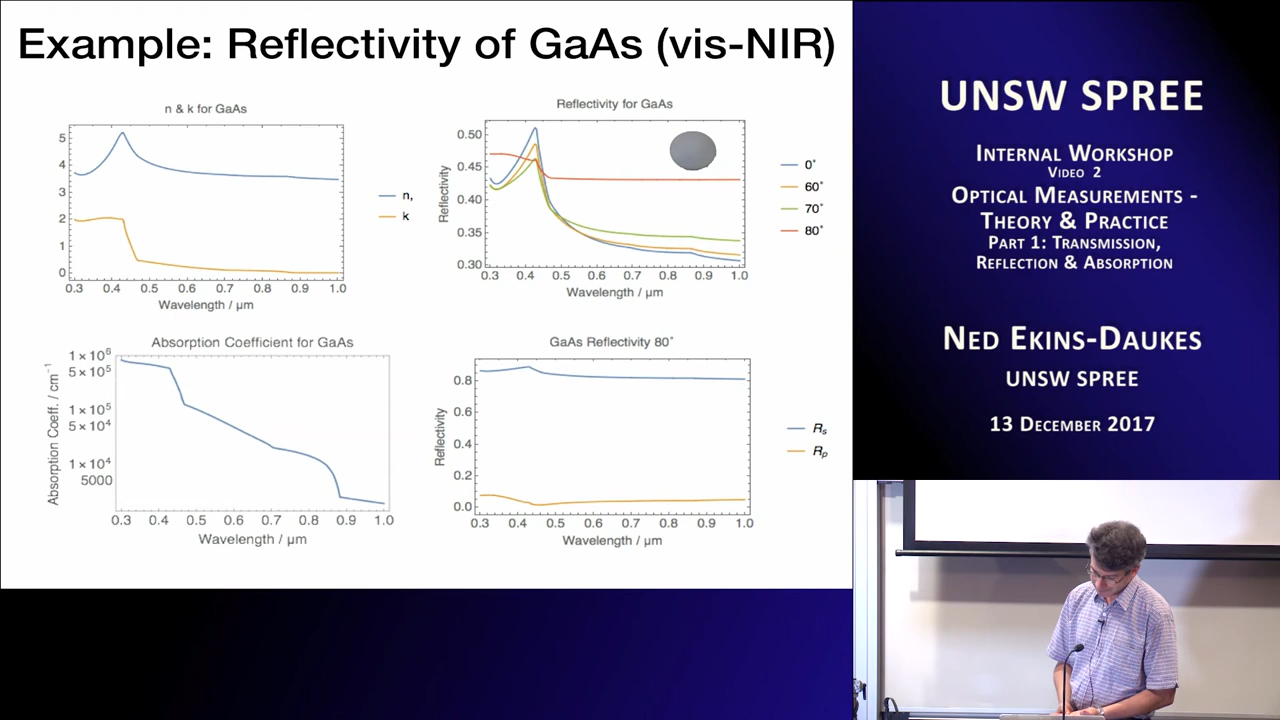 Example: Reflectivity of GaAs (vis-NIR)
n & k for GaAs
5
4
3
2
1
0
0.3 0.4 0.5 0.6 0.7 0.8 0.9 1.0
Wavelength / µm
n,
k
Reflectivity for GaAs
Reflectivity
0.50
0.45
0.40
0.35
0.30
0.3 0.4 0.5 0.6 0.7 0.8 0.9 1.0
Wavelength / µm
0°
60°
70°
80°
Absorption Coefficient for GaAs
Absorption Coeff. / cm⁻¹
1×10⁶
5×10⁵
1×10⁵
5×10⁴
1×10⁴
5000
0.3 0.4 0.5 0.6 0.7 0.8 0.9 1.0
Wavelength / µm
GaAs Reflectivity 80°
Reflectivity
0.8
0.6
0.4
0.2
0.0
0.3 0.4 0.5 0.6 0.7 0.8 0.9 1.0
Wavelength / µm
Rs
Rp
UNSW SPREE
INTERNAL WORKSHOP
VIDEO 2
OPTICAL MEASUREMENTS -
THEORY & PRACTICE
PART 1: TRANSMISSION,
REFLECTION & ABSORPTION
NED EKINS-DAUKES
UNSW SPREE
13 DECEMBER 2017